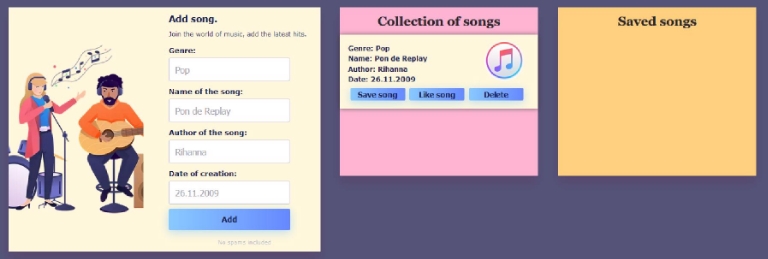 Add song.
Join the world of music, add the latest hits.
Genre:
Pop
Name of the song:
Pon de Replay
Author of the song:
Rihanna
Date of creation:
26.11.2009
Add
No spams included
Collection of songs
Genre: Pop
Name: Pon de Replay
Author: Rihanna
Date: 26.11.2009
Save song Like song Delete
Saved songs